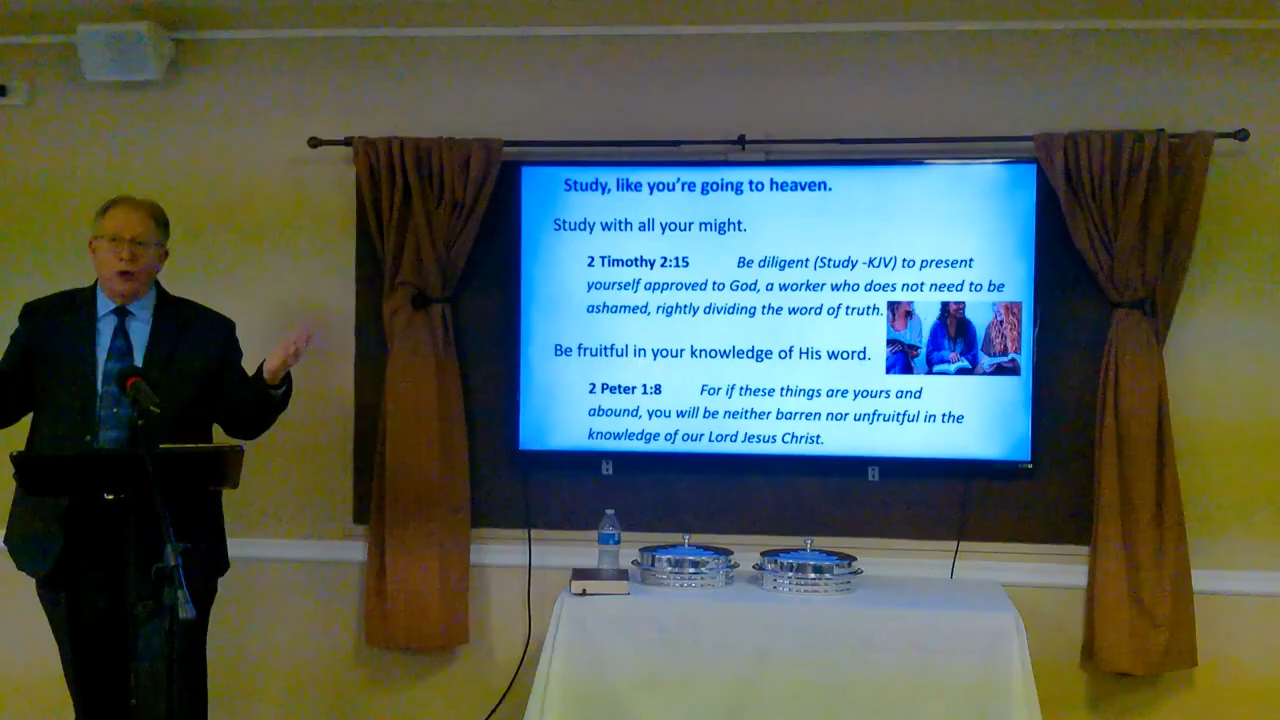 Study, like you're going to heaven.
Study with all your might.
2 Timothy 2:15 Be diligent (Study -KJV) to present
yourself approved to God, a worker who does not need to be
ashamed, rightly dividing the word of truth.
Be fruitful in your knowledge of His word.
2 Peter 1:8 For if these things are yours and
abound, you will be neither barren nor unfruitful in the
knowledge of our Lord Jesus Christ.